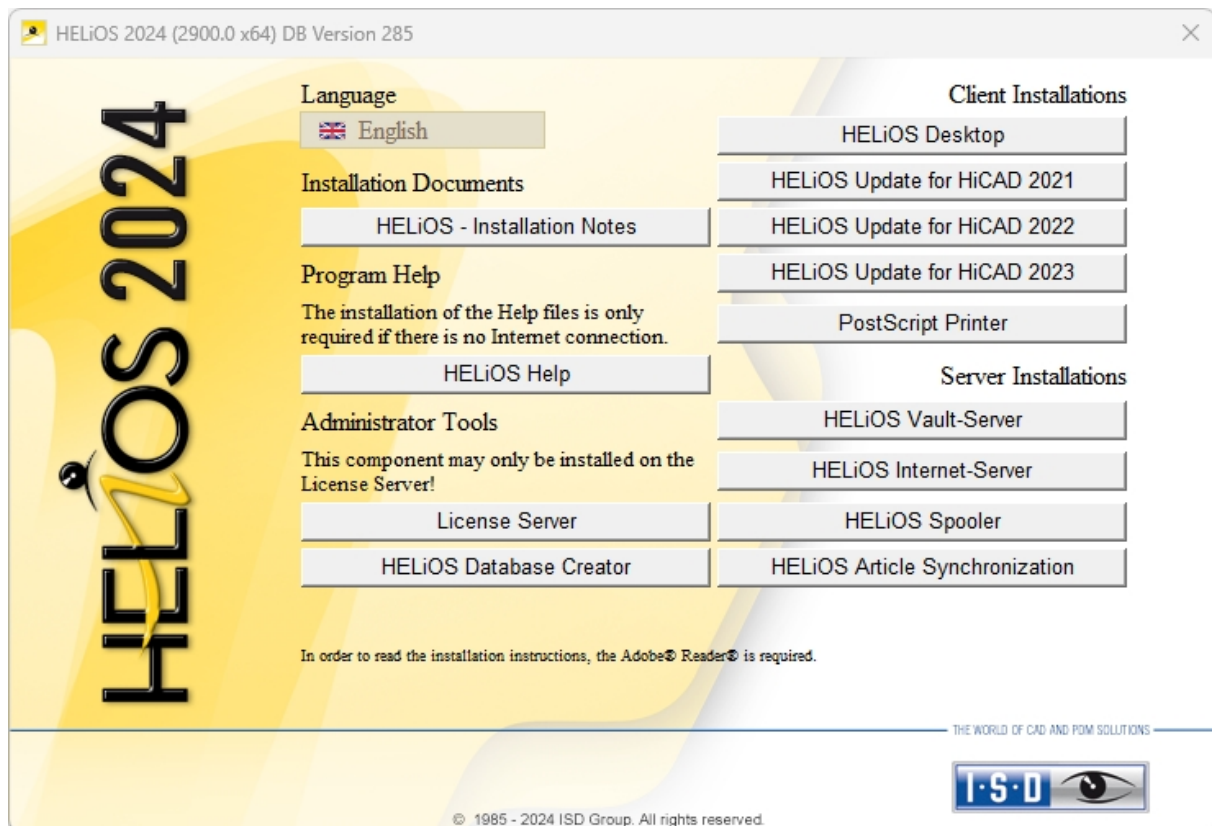 HELiOS 2024 (2900.0 x64) DB Version 285
HELiOS 2024
Language
English
Installation Documents
HELiOS - Installation Notes
Program Help
The installation of the Help files is only
required if there is no Internet connection.
HELiOS Help
Administrator Tools
This component may only be installed on the
License Server!
License Server
HELiOS Database Creator
Client Installations
HELiOS Desktop
HELiOS Update for HiCAD 2021
HELiOS Update for HiCAD 2022
HELiOS Update for HiCAD 2023
PostScript Printer
Server Installations
HELiOS Vault-Server
HELiOS Internet-Server
HELiOS Spooler
HELiOS Article Synchronization
In order to read the installation instructions, the Adobe® Reader® is required.
THE WORLD OF CAD AND PDM SOLUTIONS
I·S·D
© 1985 - 2024 ISD Group. All rights reserved.